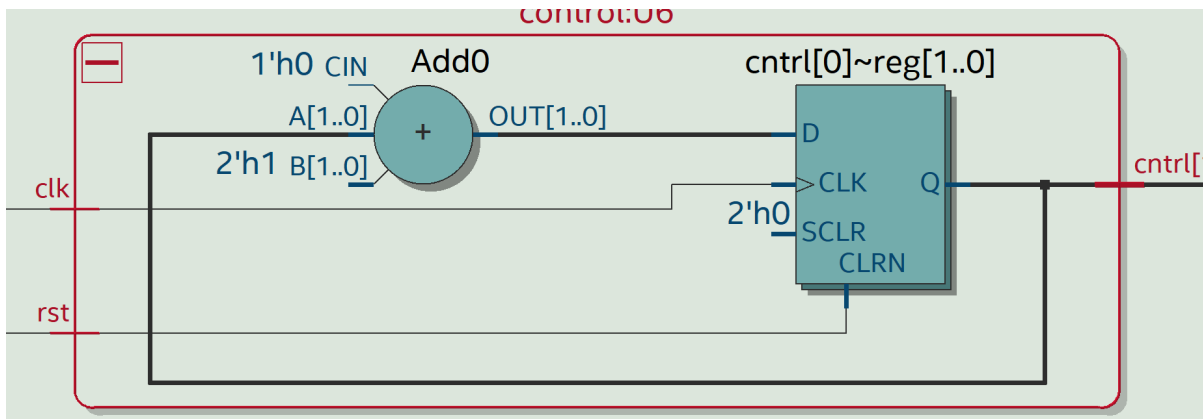 control:U6
1'h0 CIN
Add0
cntrl[0]~reg[1..0]
A[1..0]
+
OUT[1..0]
D
2'h1 B[1..0]
clk
CLK
Q
cntrl[
2'h0
SCLR
CLRN
rst